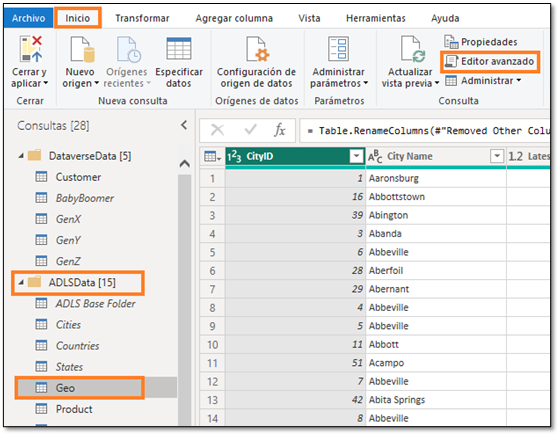 Archivo Inicio Transformar Agregar columna Vista Herramientas Ayuda
Cerrar y aplicar
Nuevo origen
Orígenes recientes
Especificar datos
Configuración de origen de datos
Administrar parámetros
Actualizar vista previa
Propiedades
Editor avanzado
Administrar
Cerrar Nueva consulta Orígenes de datos Parámetros Consulta
Consultas [28]
= Table.RenameColumns(#"Removed Other Colu
DataverseData [5]
Customer
BabyBoomer
GenX
GenY
GenZ
ADLSData [15]
ADLS Base Folder
Cities
Countries
States
Geo
Product
1²3 CityID ABC City Name 1.2 Lates
1 1 Aaronsburg
2 16 Abbottstown
3 39 Abington
4 3 Abanda
5 6 Abbeville
6 28 Aberfoil
7 29 Abernant
8 4 Abbeville
9 5 Abbeville
10 11 Abbott
11 51 Acampo
12 7 Abbeville
13 42 Abita Springs
14 8 Abbeville